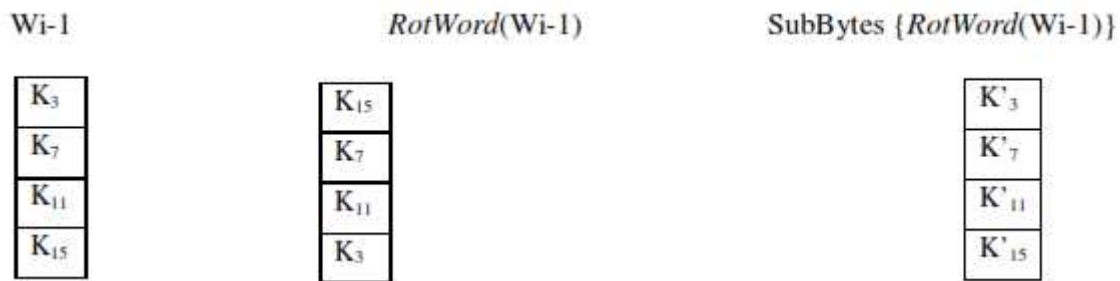 Wi-1 RotWord(Wi-1) SubBytes {RotWord(Wi-1)}
K₃ K₁₅ K’₃
K₇ K₇ K’₇
K₁₁ K₁₁ K’₁₁
K₁₅ K₃ K’₁₅